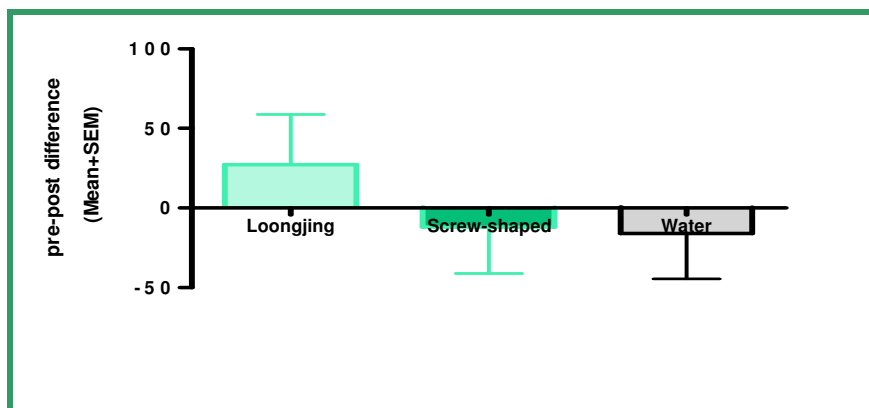 100
50
0
-50
pre-post difference
(Mean+SEM)
Loongjing
Screw-shaped
Water